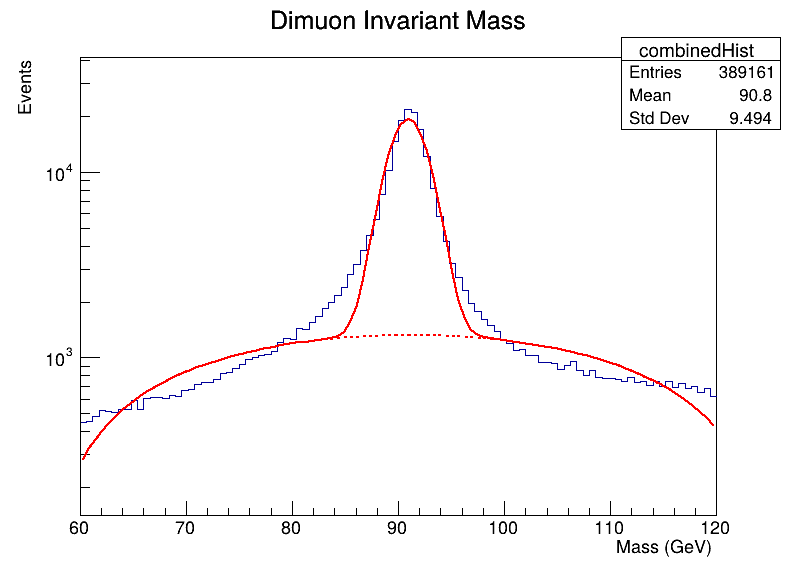 Dimuon Invariant Mass
combinedHist
Entries 389161
Mean 90.8
Std Dev 9.494
Events
10^4
10^3
60 70 80 90 100 110 120
Mass (GeV)